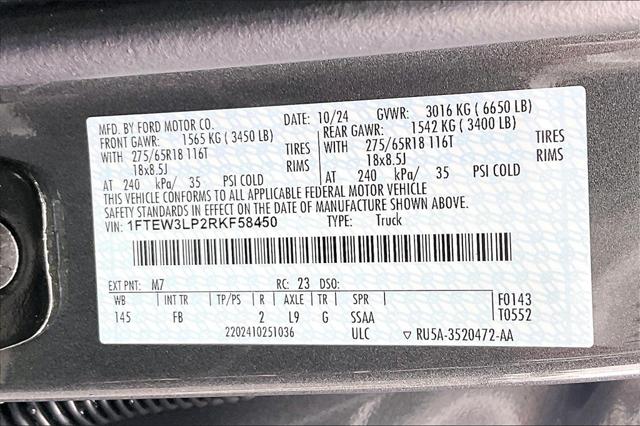 MFD. BY FORD MOTOR CO. DATE: 10/24 GVWR: 3016 KG ( 6650 LB)
FRONT GAWR: 1565 KG ( 3450 LB) REAR GAWR: 1542 KG ( 3400 LB)
WITH 275/65R18 116T TIRES WITH 275/65R18 116T TIRES
18x8.5J RIMS 18x8.5J RIMS
AT 240 kPa/ 35 PSI COLD AT 240 kPa/ 35 PSI COLD
THIS VEHICLE CONFORMS TO ALL APPLICABLE FEDERAL MOTOR VEHICLE
SAFETY STANDARDS IN EFFECT ON THE DATE OF MANUFACTURE SHOWN ABOVE.
VIN: 1FTEW3LP2RKF58450 TYPE: Truck
EXT PNT: M7 RC: 23 DSO:
WB INT TR TP/PS R AXLE TR SPR F0143
145 FB 2 L9 G SSAA T0552
2202410251036 ULC ▽ RU5A-3520472-AA